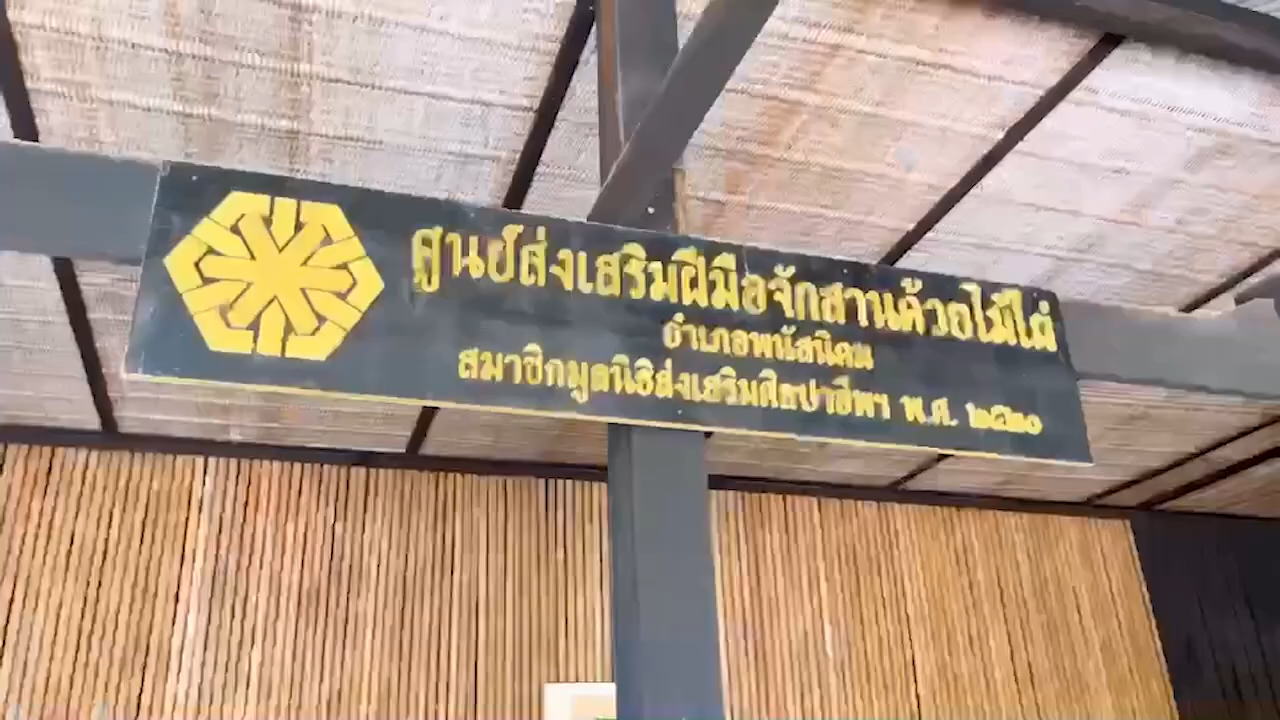 ศูนย์ส่งเสริมฝีมือจักสานด้วยไม้ไผ่
อำเภอพนัสนิคม
สมาชิกมูลนิธิส่งเสริมศิลปาชีพฯ พ.ศ. ๒๕๒๐